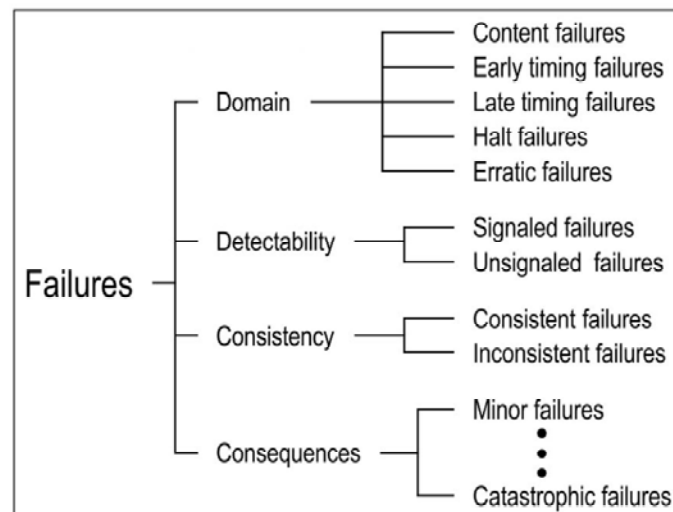 Failures
Domain
Content failures
Early timing failures
Late timing failures
Halt failures
Erratic failures
Detectability
Signaled failures
Unsignaled failures
Consistency
Consistent failures
Inconsistent failures
Consequences
Minor failures
Catastrophic failures